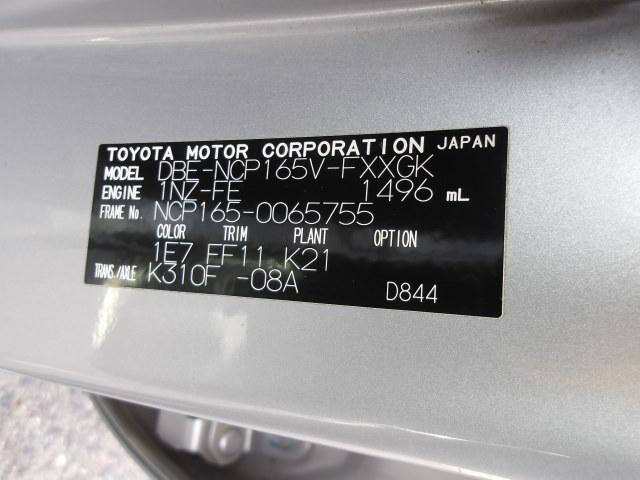 TOYOTA MOTOR CORPORATION JAPAN
MODEL DBE-NCP165V-FXXGK
ENGINE 1NZ-FE 1496 mL
FRAME No. NCP165-0065755
COLOR TRIM PLANT OPTION
1E7 FF11 K21
TRANS/AXLE K310F -08A D844